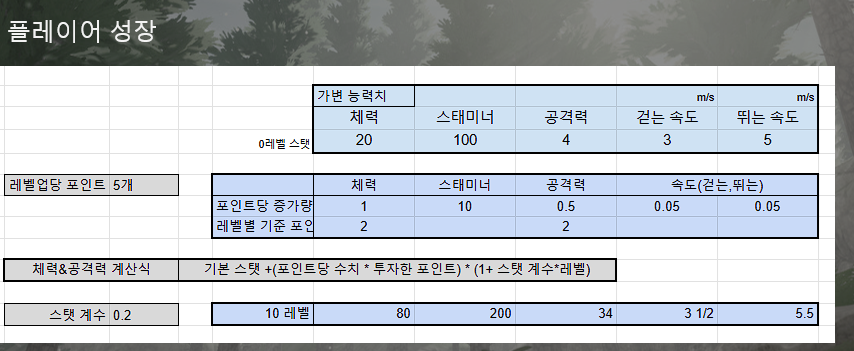 플레이어 성장
가변 능력치 m/s m/s
체력 스태미너 공격력 걷는 속도 뛰는 속도
0레벨 스탯 20 100 4 3 5
레벨업당 포인트 5개
체력 스태미너 공격력 속도(걷는,뛰는)
포인트당 증가량 1 10 0.5 0.05 0.05
레벨별 기준 포인 2 2
체력&공격력 계산식 기본 스탯 +(포인트당 수치 * 투자한 포인트) * (1+ 스탯 계수*레벨)
스탯 계수 0.2
10 레벨 80 200 34 3 1/2 5.5